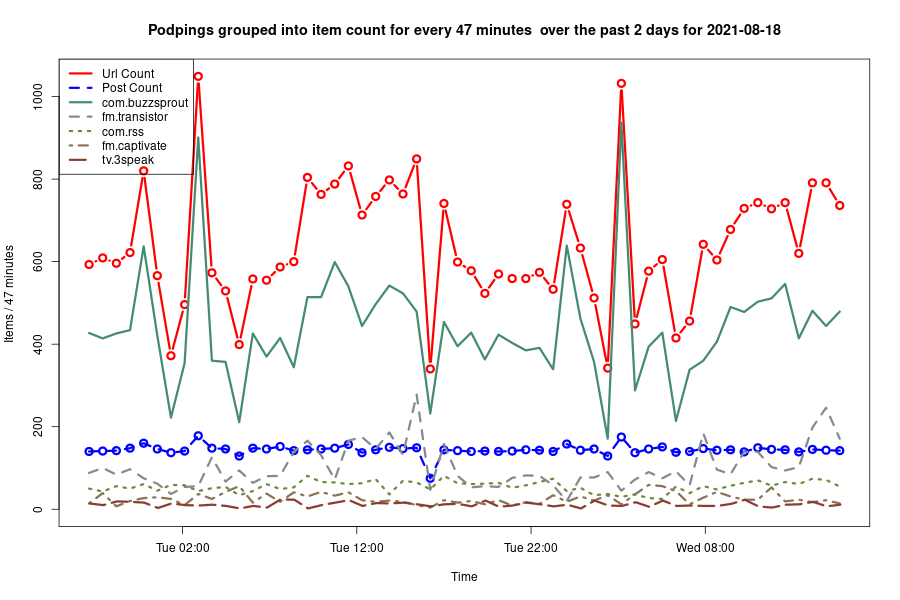 Podpings grouped into item count for every 47 minutes  over the past 2 days for 2021-08-18
Url Count
Post Count
com.buzzsprout
fm.transistor
com.rss
fm.captivate
tv.3speak
Items / 47 minutes
1000
800
600
400
200
0
Tue 02:00
Tue 12:00
Tue 22:00
Wed 08:00
Time